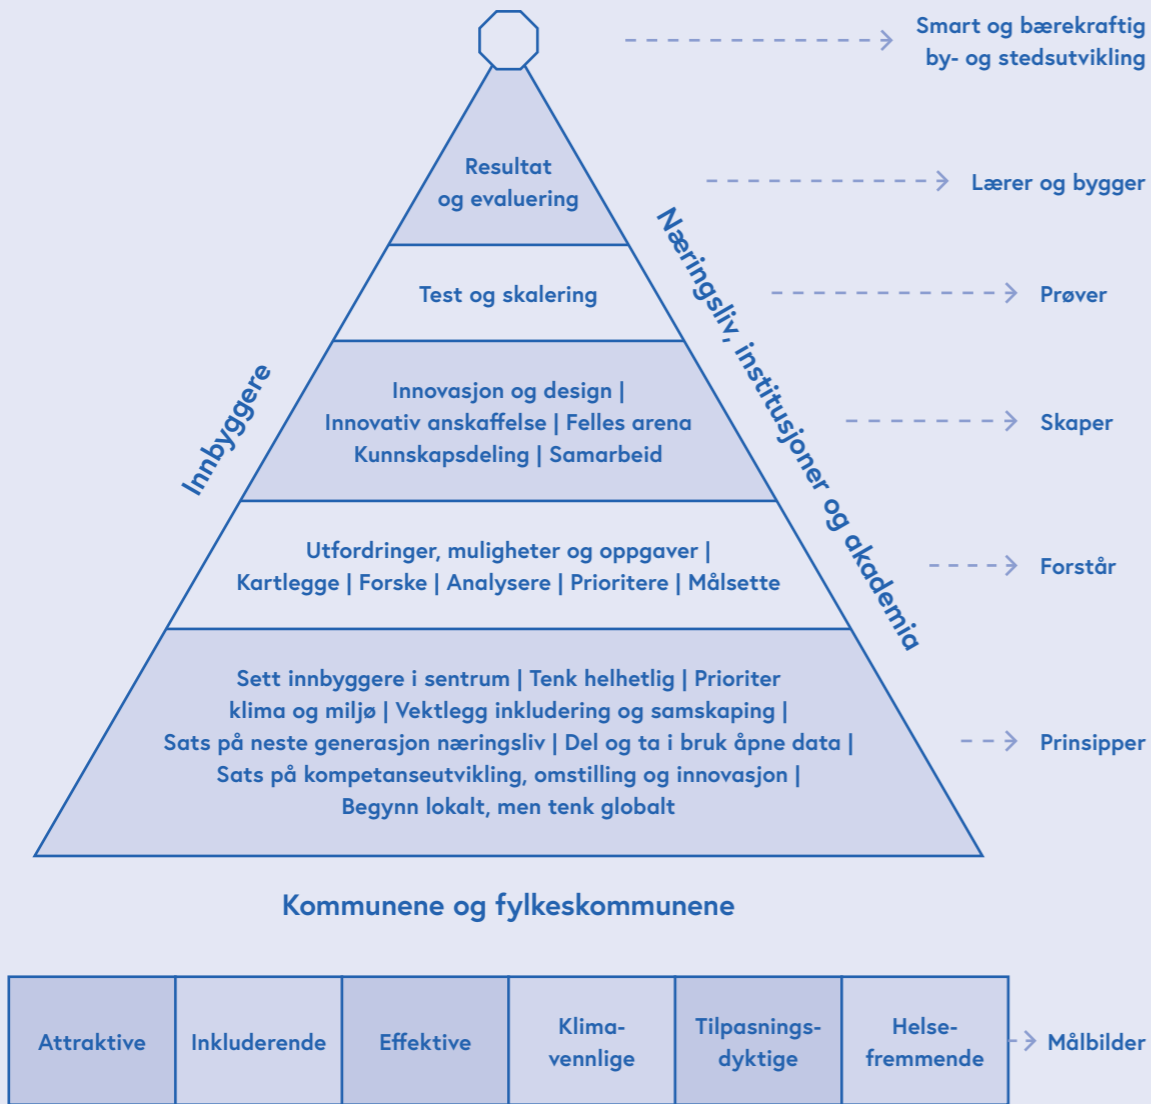 Smart og bærekraftig
by- og stedsutvikling
Resultat
og evaluering
Lærer og bygger
Test og skalering
Prøver
Innbyggere
Næringsliv, institusjoner og akademia
Innovasjon og design |
Innovativ anskaffelse | Felles arena
Kunnskapsdeling | Samarbeid
Skaper
Utfordringer, muligheter og oppgaver |
Kartlegge | Forske | Analysere | Prioritere | Målsette
Forstår
Sett innbyggere i sentrum | Tenk helhetlig | Prioriter
klima og miljø | Vektlegg inkludering og samskaping |
Sats på neste generasjon næringsliv | Del og ta i bruk åpne data |
Sats på kompetanseutvikling, omstilling og innovasjon |
Begynn lokalt, men tenk globalt
Prinsipper
Kommunene og fylkeskommunene
Attraktive
Inkluderende
Effektive
Klima-
vennlige
Tilpasnings-
dyktige
Helse-
fremmende
Målbilder